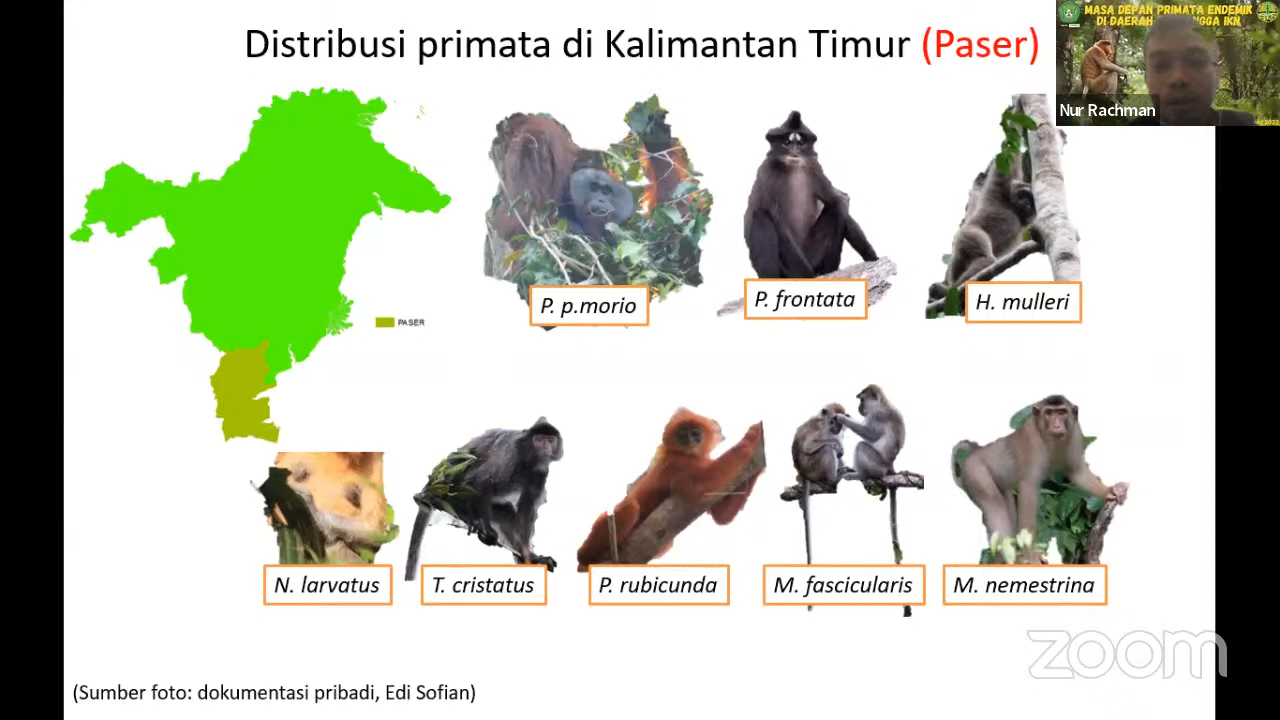 Distribusi primata di Kalimantan Timur (Paser)
MASA DEPAN PRIMATA ENDEMIK
DI DAERAH
IKN
Nur Rachman
PASER
P. p.morio
P. frontata
H. mulleri
N. larvatus
T. cristatus
P. rubicunda
M. fascicularis
M. nemestrina
zoom
(Sumber foto: dokumentasi pribadi, Edi Sofian)